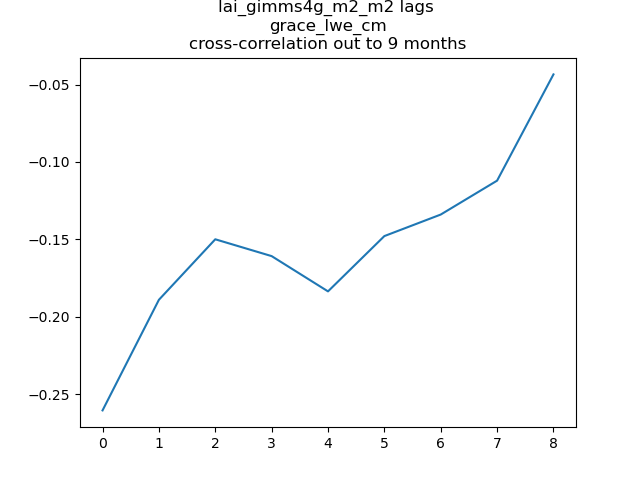 lai_gimms4g_m2_m2 lags
grace_lwe_cm
cross-correlation out to 9 months
−0.05
−0.10
−0.15
−0.20
−0.25
0 1 2 3 4 5 6 7 8